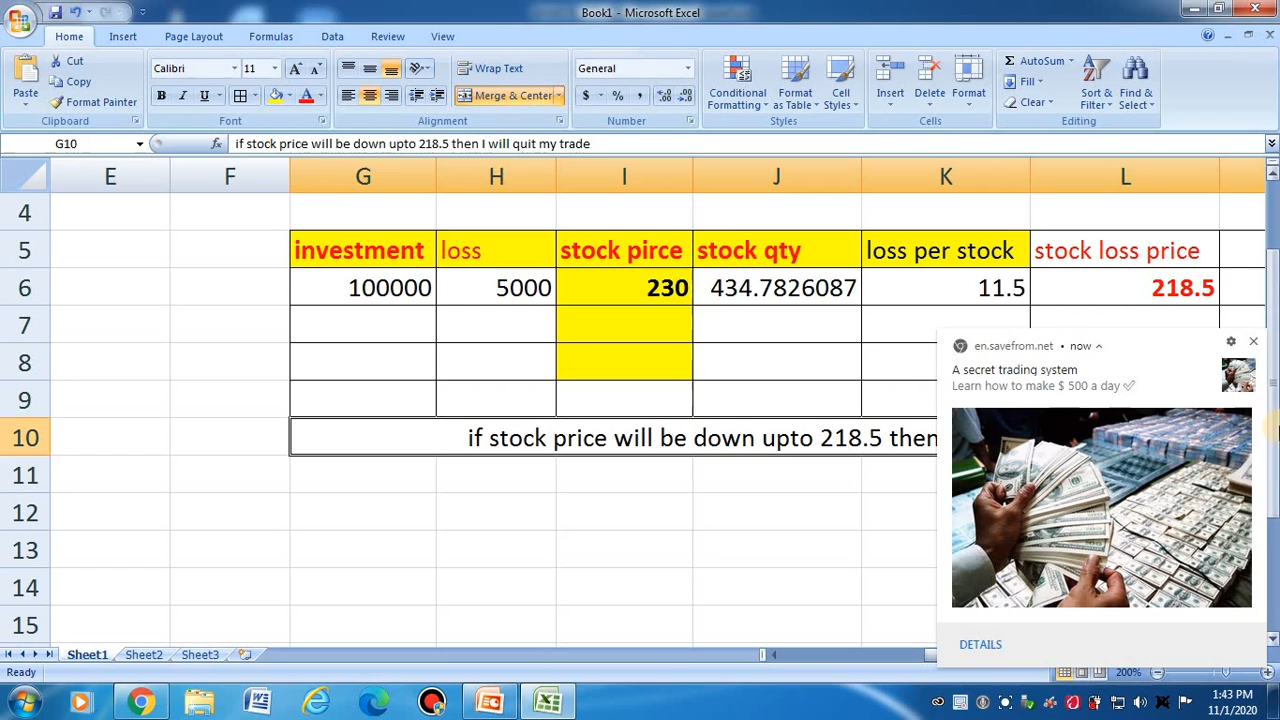 Book1 - Microsoft Excel
Home Insert Page Layout Formulas Data Review View
Paste
Cut
Copy
Format Painter
Clipboard
Calibri 11 A A
B I U A
Font
Wrap Text
Merge & Center
Alignment
General
$ % ,
Number
Conditional Formatting
Format as Table
Cell Styles
Styles
Insert Delete Format
Cells
Σ AutoSum
Fill
Clear
Sort & Filter
Find & Select
Editing
G10 fx if stock price will be down upto 218.5 then I will quit my trade
E F G H I J K L
4
5 investment loss stock pirce stock qty loss per stock stock loss price
6 100000 5000 230 434.7826087 11.5 218.5
7
8
9
10 if stock price will be down upto 218.5 then
11
12
13
14
15
en.savefrom.net • now
A secret trading system
Learn how to make $ 500 a day
DETAILS
Sheet1 Sheet2 Sheet3
Ready 200%
1:43 PM
11/1/2020